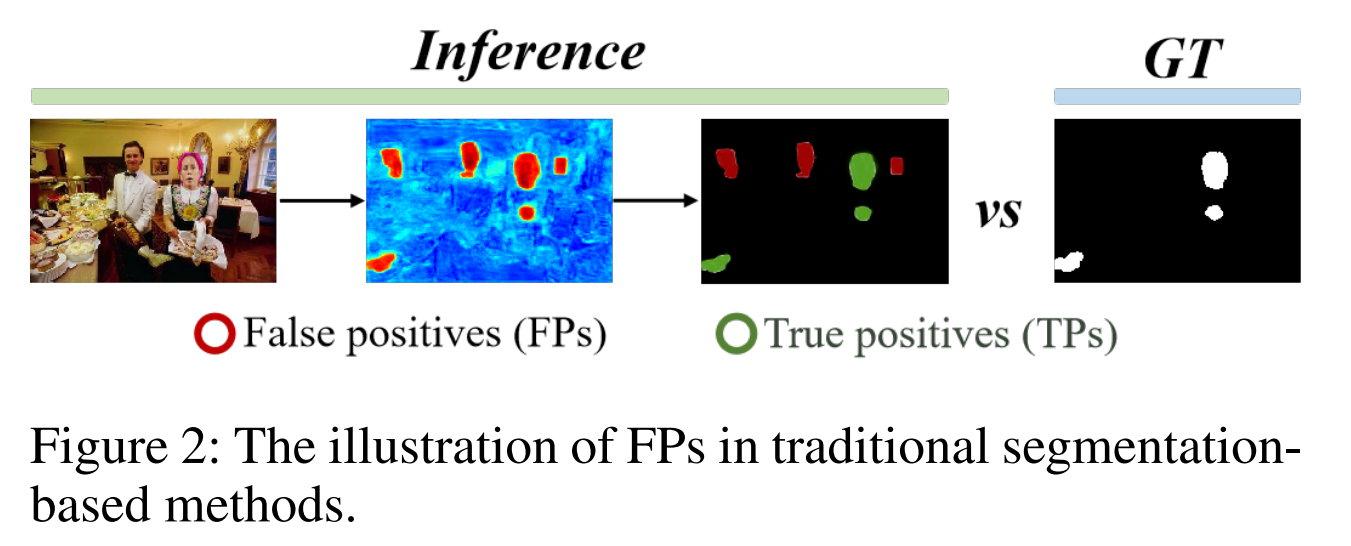 Inference
GT
vs
False positives (FPs)
True positives (TPs)
Figure 2: The illustration of FPs in traditional segmentation-
based methods.